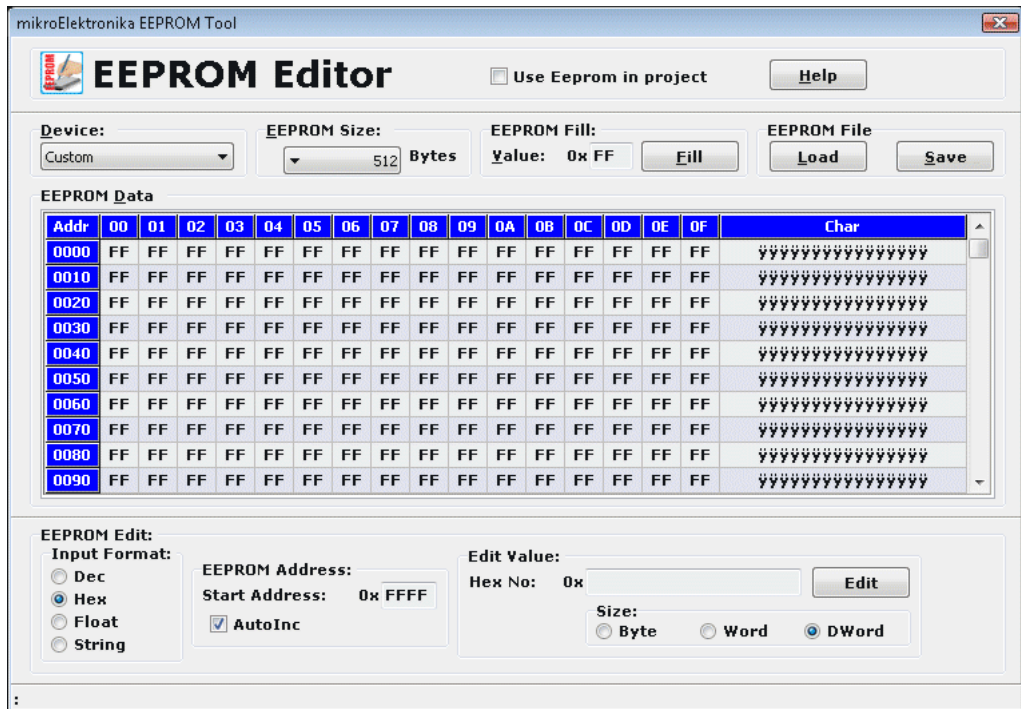 mikroElektronika EEPROM Tool
EEPROM
EEPROM Editor
Use Eeprom in project
Help
Device:
EEPROM Size:
EEPROM Fill:
EEPROM File
Custom
512 Bytes
Value: 0x FF
Fill
Load
Save
EEPROM Data
Addr 00 01 02 03 04 05 06 07 08 09 0A 0B 0C 0D 0E 0F Char
0000 FF FF FF FF FF FF FF FF FF FF FF FF FF FF FF FF ÿÿÿÿÿÿÿÿÿÿÿÿÿÿÿÿ
0010 FF FF FF FF FF FF FF FF FF FF FF FF FF FF FF FF ÿÿÿÿÿÿÿÿÿÿÿÿÿÿÿÿ
0020 FF FF FF FF FF FF FF FF FF FF FF FF FF FF FF FF ÿÿÿÿÿÿÿÿÿÿÿÿÿÿÿÿ
0030 FF FF FF FF FF FF FF FF FF FF FF FF FF FF FF FF ÿÿÿÿÿÿÿÿÿÿÿÿÿÿÿÿ
0040 FF FF FF FF FF FF FF FF FF FF FF FF FF FF FF FF ÿÿÿÿÿÿÿÿÿÿÿÿÿÿÿÿ
0050 FF FF FF FF FF FF FF FF FF FF FF FF FF FF FF FF ÿÿÿÿÿÿÿÿÿÿÿÿÿÿÿÿ
0060 FF FF FF FF FF FF FF FF FF FF FF FF FF FF FF FF ÿÿÿÿÿÿÿÿÿÿÿÿÿÿÿÿ
0070 FF FF FF FF FF FF FF FF FF FF FF FF FF FF FF FF ÿÿÿÿÿÿÿÿÿÿÿÿÿÿÿÿ
0080 FF FF FF FF FF FF FF FF FF FF FF FF FF FF FF FF ÿÿÿÿÿÿÿÿÿÿÿÿÿÿÿÿ
0090 FF FF FF FF FF FF FF FF FF FF FF FF FF FF FF FF ÿÿÿÿÿÿÿÿÿÿÿÿÿÿÿÿ
EEPROM Edit:
Input Format:
Dec
Hex
Float
String
EEPROM Address:
Start Address: 0x FFFF
AutoInc
Edit Value:
Hex No: 0x
Edit
Size:
Byte
Word
DWord
: